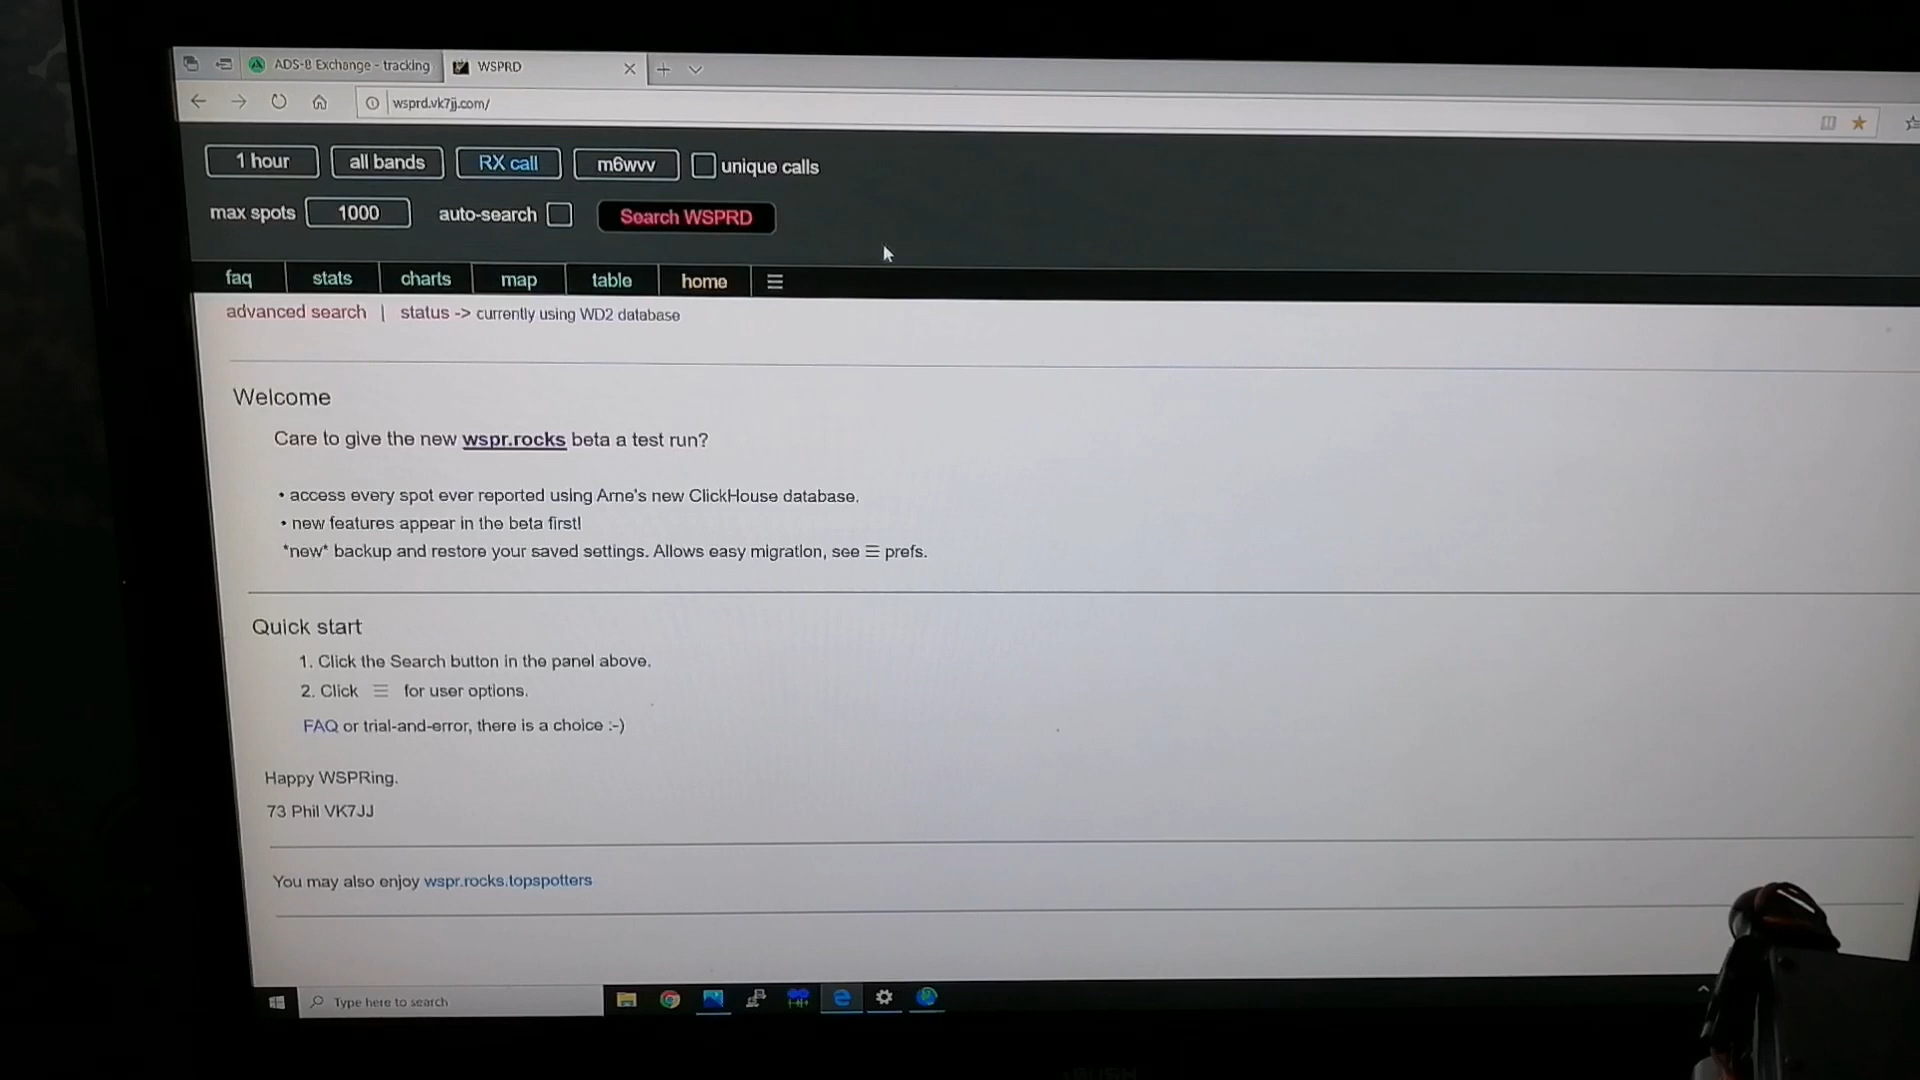 ADS-B Exchange - tracking
WSPRD
wsprd.vk7jj.com/
1 hour all bands RX call m6wvv unique calls
max spots 1000 auto-search Search WSPRD
faq stats charts map table home
advanced search | status -> currently using WD2 database
Welcome
Care to give the new wspr.rocks beta a test run?
• access every spot ever reported using Arne's new ClickHouse database.
• new features appear in the beta first!
*new* backup and restore your saved settings. Allows easy migration, see ☰ prefs.
Quick start
1. Click the Search button in the panel above.
2. Click ☰ for user options.
FAQ or trial-and-error, there is a choice :-)
Happy WSPRing.
73 Phil VK7JJ
You may also enjoy wspr.rocks.topspotters
Type here to search